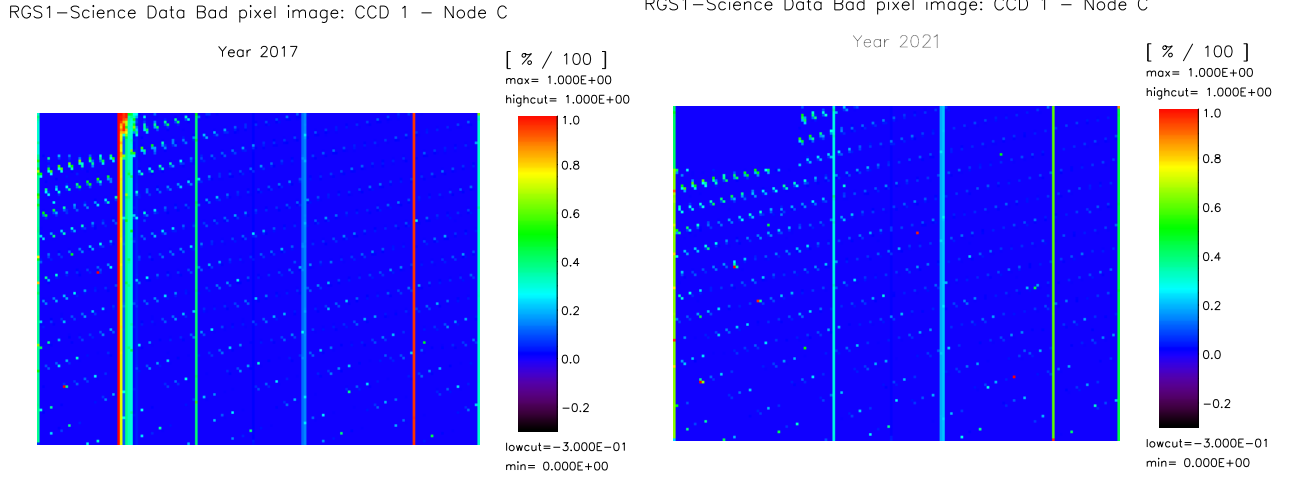 RGS1-Science Data Bad pixel image: CCD 1 - Node C
Year 2017
[ % / 100 ]
max= 1.000E+00
highcut= 1.000E+00
1.0
0.8
0.6
0.4
0.2
0.0
-0.2
lowcut=-3.000E-01
min= 0.000E+00
RGS1-Science Data Bad pixel image: CCD 1 - Node C
Year 2021
[ % / 100 ]
max= 1.000E+00
highcut= 1.000E+00
1.0
0.8
0.6
0.4
0.2
0.0
-0.2
lowcut=-3.000E-01
min= 0.000E+00